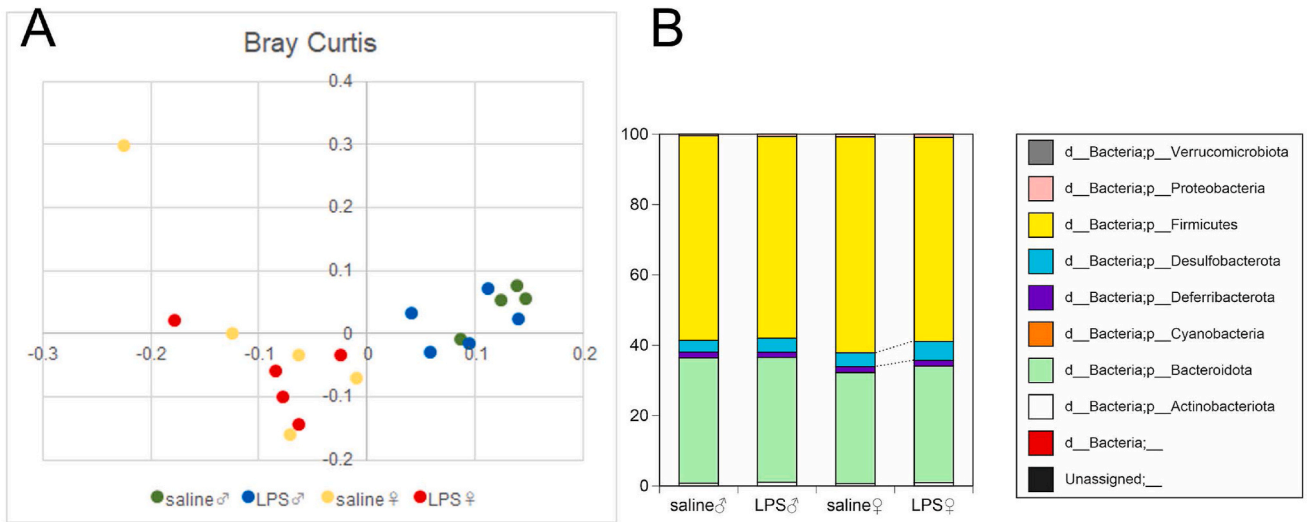 A
Bray Curtis
0.4
0.3
0.2
0.1
0
-0.3 -0.2 -0.1 0 0.1 0.2
-0.1
-0.2
saline♂ LPS♂ saline♀ LPS♀
B
100
80
60
40
20
0
saline♂ LPS♂ saline♀ LPS♀
d__Bacteria;p__Verrucomicrobiota
d__Bacteria;p__Proteobacteria
d__Bacteria;p__Firmicutes
d__Bacteria;p__Desulfobacterota
d__Bacteria;p__Deferribacterota
d__Bacteria;p__Cyanobacteria
d__Bacteria;p__Bacteroidota
d__Bacteria;p__Actinobacteriota
d__Bacteria;__
Unassigned;__